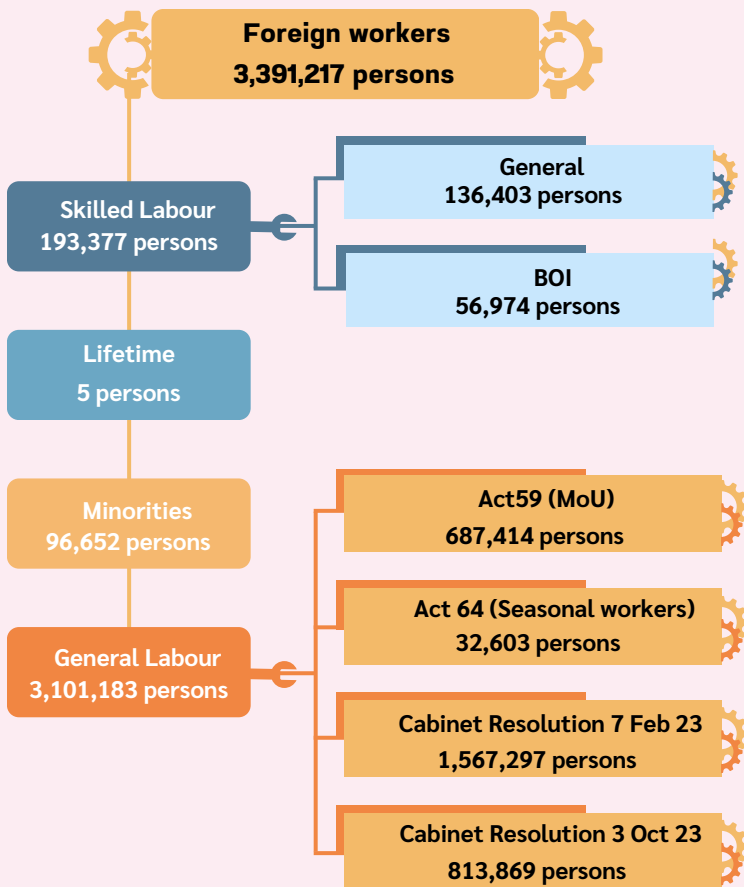 Foreign workers
3,391,217 persons
Skilled Labour
193,377 persons
General
136,403 persons
BOI
56,974 persons
Lifetime
5 persons
Minorities
96,652 persons
General Labour
3,101,183 persons
Act59 (MoU)
687,414 persons
Act 64 (Seasonal workers)
32,603 persons
Cabinet Resolution 7 Feb 23
1,567,297 persons
Cabinet Resolution 3 Oct 23
813,869 persons